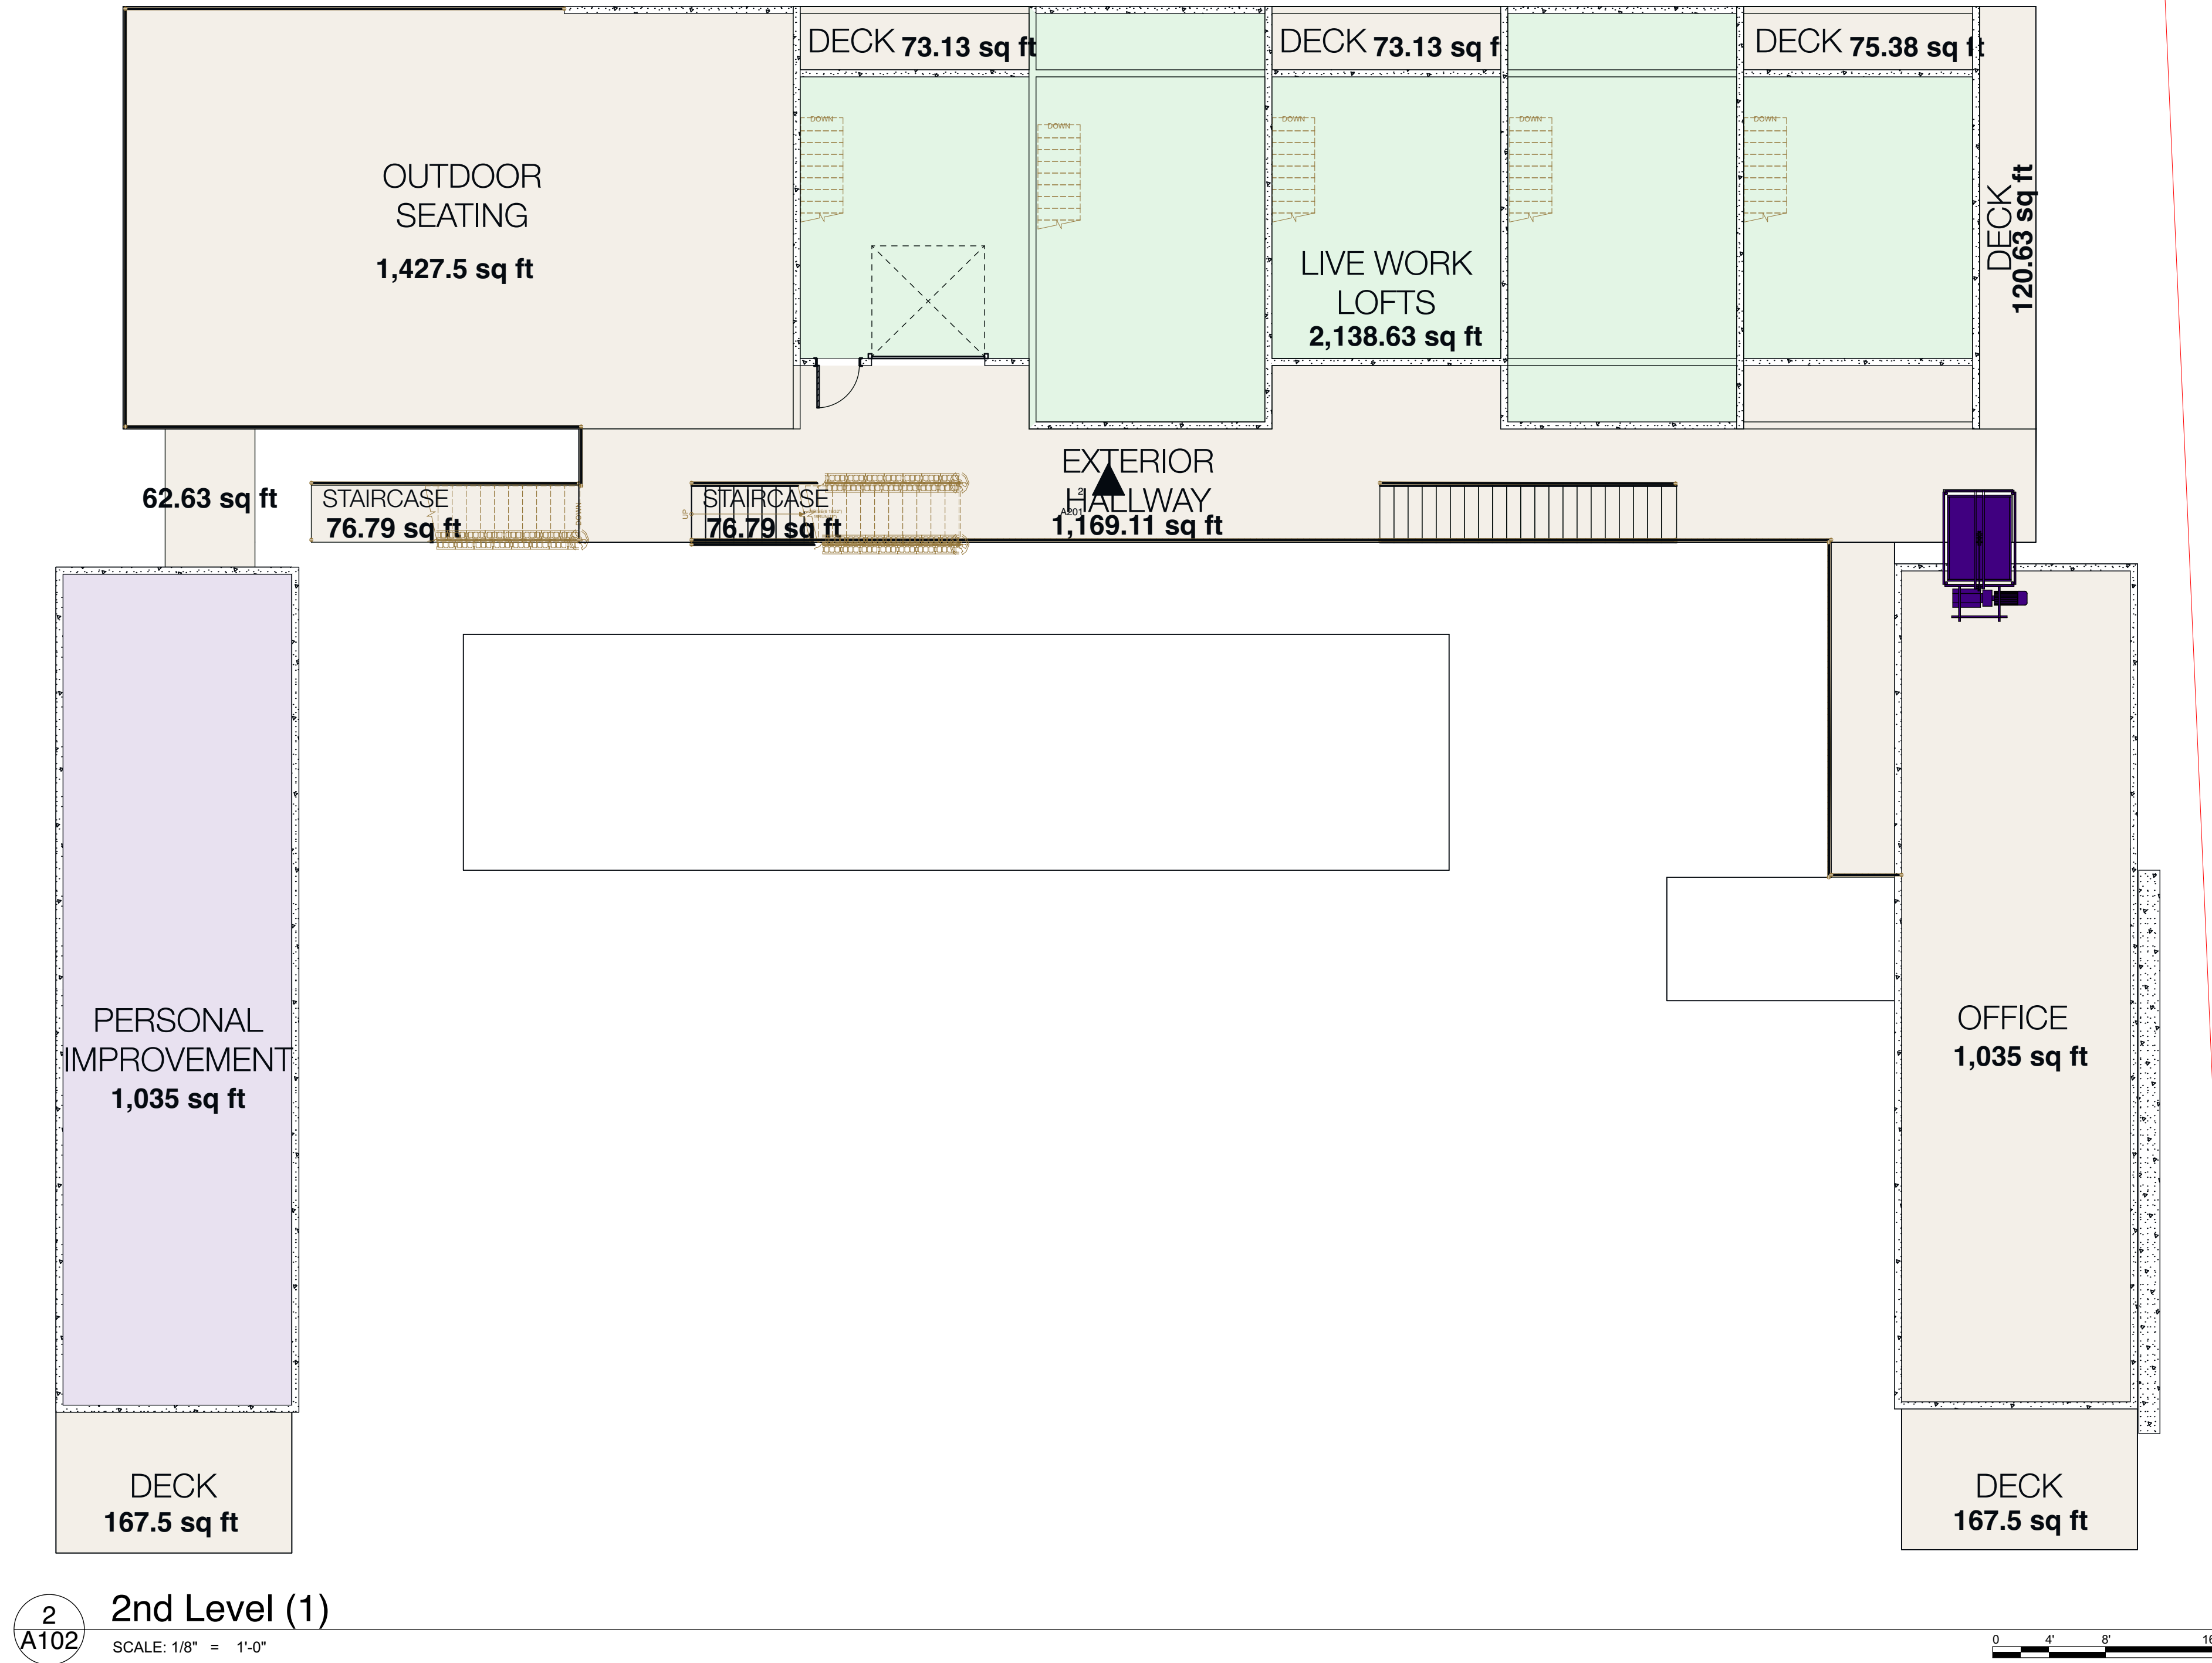 DECK 73.13 sq ft
DECK 73.13 sq f
DECK 75.38 sq ft
DOWN
DOWN
DOWN
DOWN
DOWN
OUTDOOR
SEATING
1,427.5 sq ft
LIVE WORK
LOFTS
2,138.63 sq ft
DECK
120.63 sq ft
62.63 sq ft
STAIRCASE
76.79 sq ft
DOWN
UP
STAIRCASE
76.79 sq ft
EXTERIOR
HALLWAY
1,169.11 sq ft
2
A201
PERSONAL
IMPROVEMENT
1,035 sq ft
OFFICE
1,035 sq ft
DECK
167.5 sq ft
DECK
167.5 sq ft
2
A102
2nd Level (1)
SCALE: 1/8" = 1'-0"
0 4' 8' 16